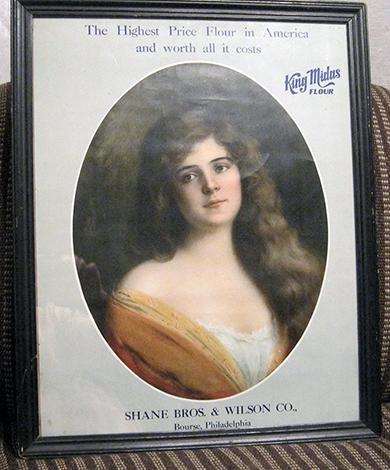 The Highest Price Flour in America
and worth all it costs
King Midas
FLOUR
SHANE BROS. & WILSON CO.,
Bourse, Philadelphia